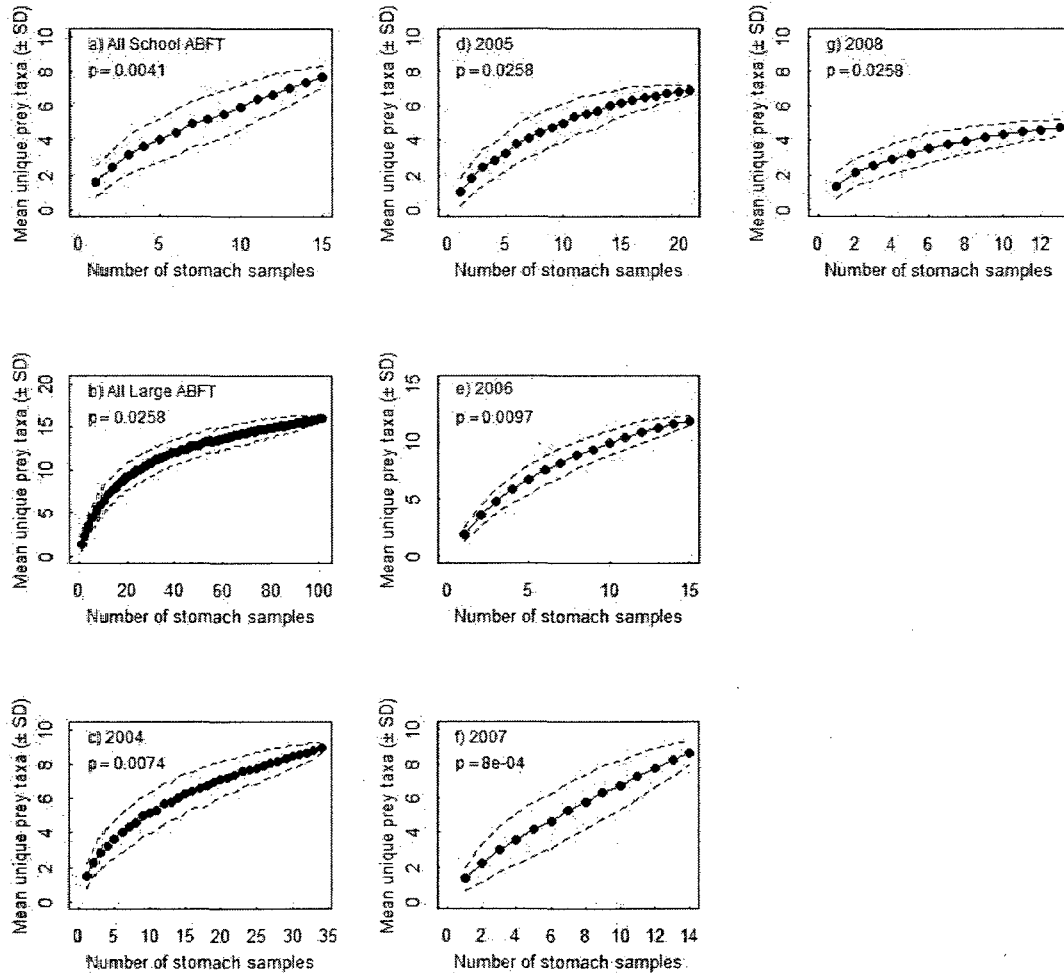 a) All School ABFT
p = 0.0041
Mean unique prey taxa (± SD)
0 2 4 6 8 10
0 5 10 15
Number of stomach samples
d) 2005
p = 0.0258
Mean unique prey taxa (± SD)
0 2 4 6 8 10
0 5 10 15 20
Number of stomach samples
g) 2008
p = 0.0258
Mean unique prey taxa (± SD)
0 2 4 6 8 10
0 2 4 6 8 10 12
Number of stomach samples
b) All Large ABFT
p = 0.0258
Mean unique prey taxa (± SD)
0 5 10 15 20
0 20 40 60 80 100
Number of stomach samples
e) 2006
p = 0.0097
Mean unique prey taxa (± SD)
0 5 10 15
0 5 10 15
Number of stomach samples
c) 2004
p = 0.0074
Mean unique prey taxa (± SD)
0 2 4 6 8 10
0 5 10 15 20 25 30 35
Number of stomach samples
f) 2007
p = 8e-04
Mean unique prey taxa (± SD)
0 2 4 6 8 10
0 2 4 6 8 10 12 14
Number of stomach samples